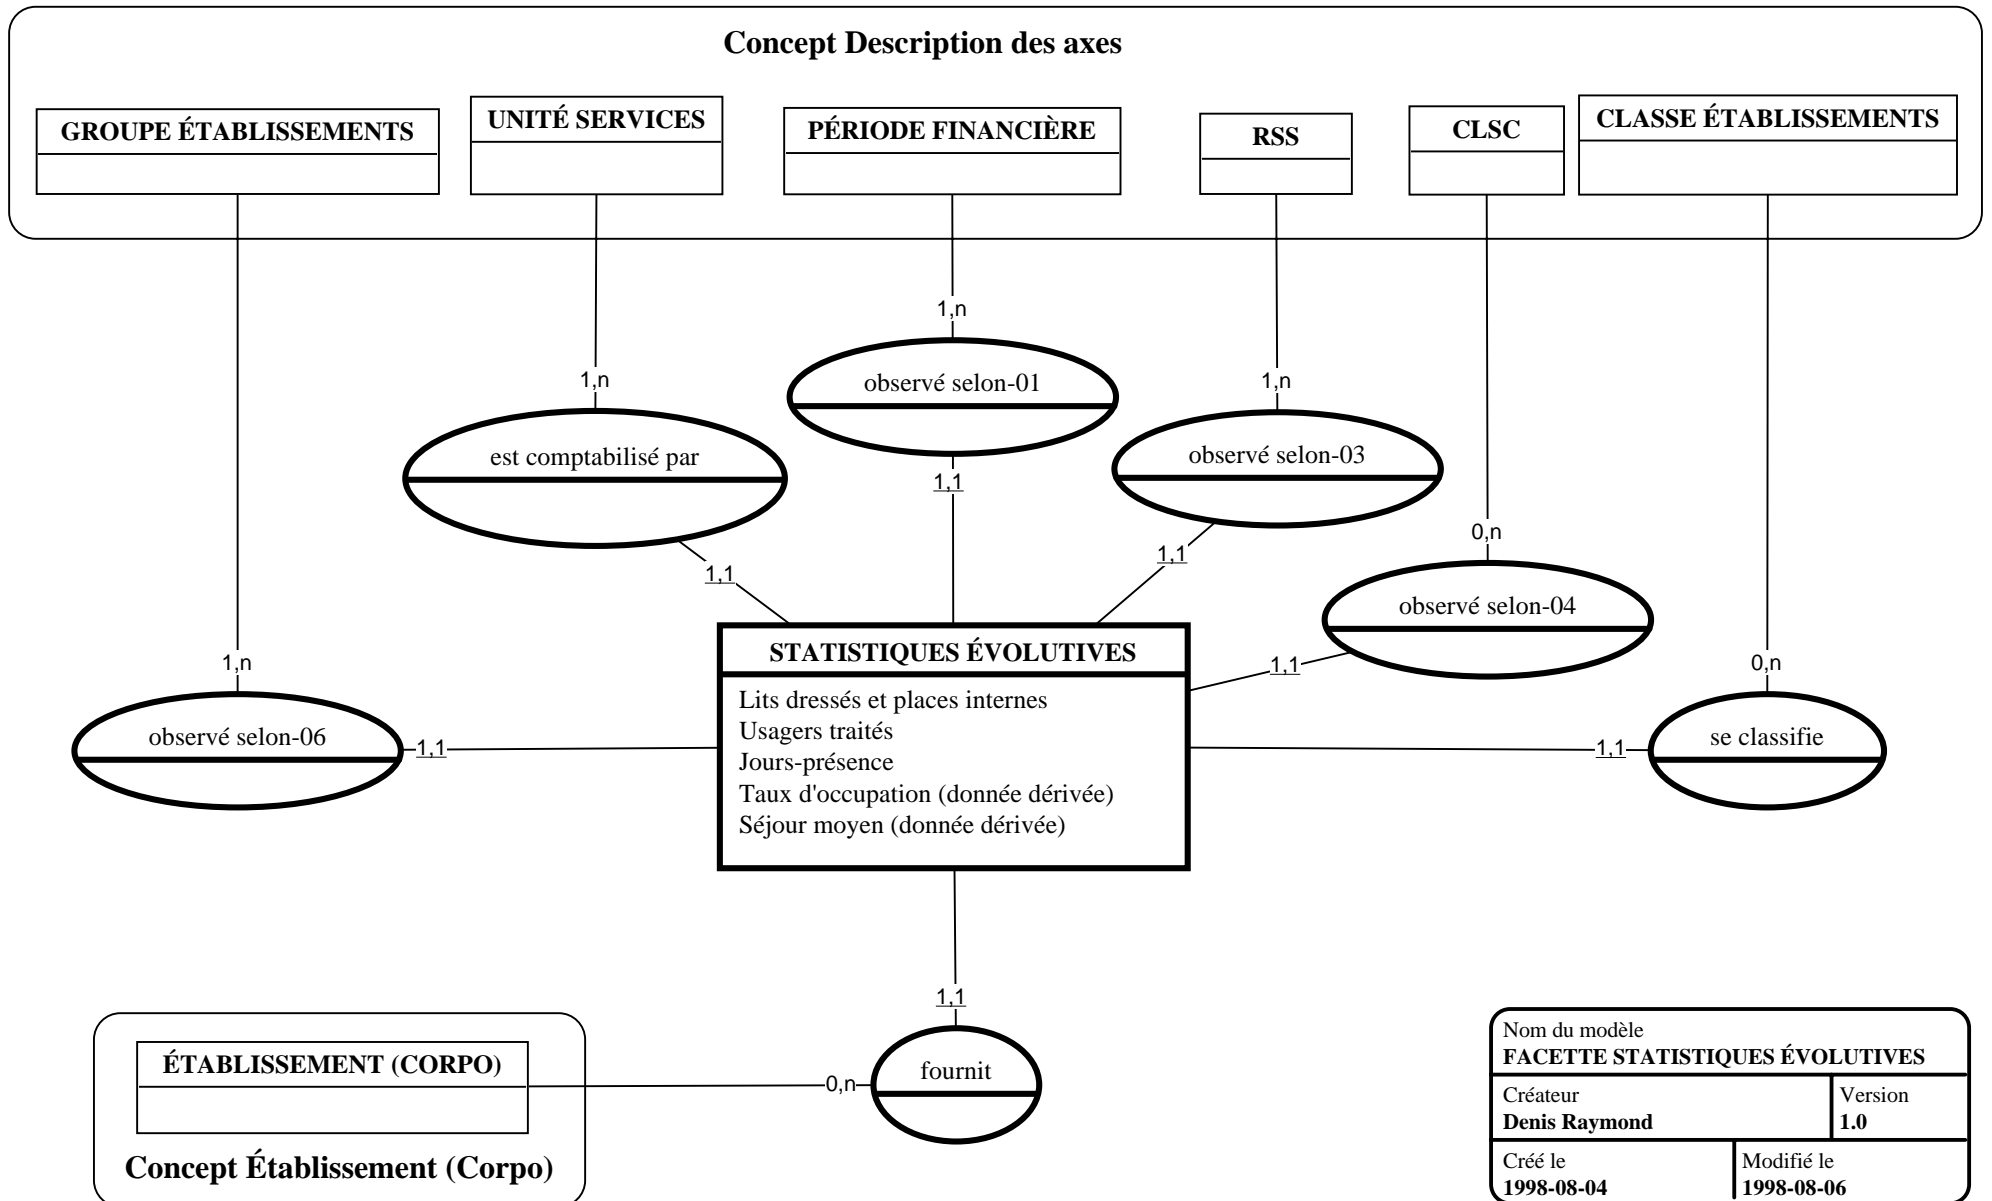 Concept Description des axes
GROUPE ÉTABLISSEMENTS
UNITÉ SERVICES
PÉRIODE FINANCIÈRE
RSS
CLSC
CLASSE ÉTABLISSEMENTS
1,n
observé selon-01
1,1
1,n
est comptabilisé par
1,1
1,n
observé selon-03
1,1
0,n
observé selon-04
1,1
1,n
observé selon-06
1,1
0,n
se classifie
1,1
STATISTIQUES ÉVOLUTIVES
Lits dressés et places internes
Usagers traités
Jours-présence
Taux d'occupation (donnée dérivée)
Séjour moyen (donnée dérivée)
1,1
fournit
0,n
ÉTABLISSEMENT (CORPO)
Concept Établissement (Corpo)
Nom du modèle
FACETTE STATISTIQUES ÉVOLUTIVES
Créateur
Denis Raymond
Version
1.0
Créé le
1998-08-04
Modifié le
1998-08-06